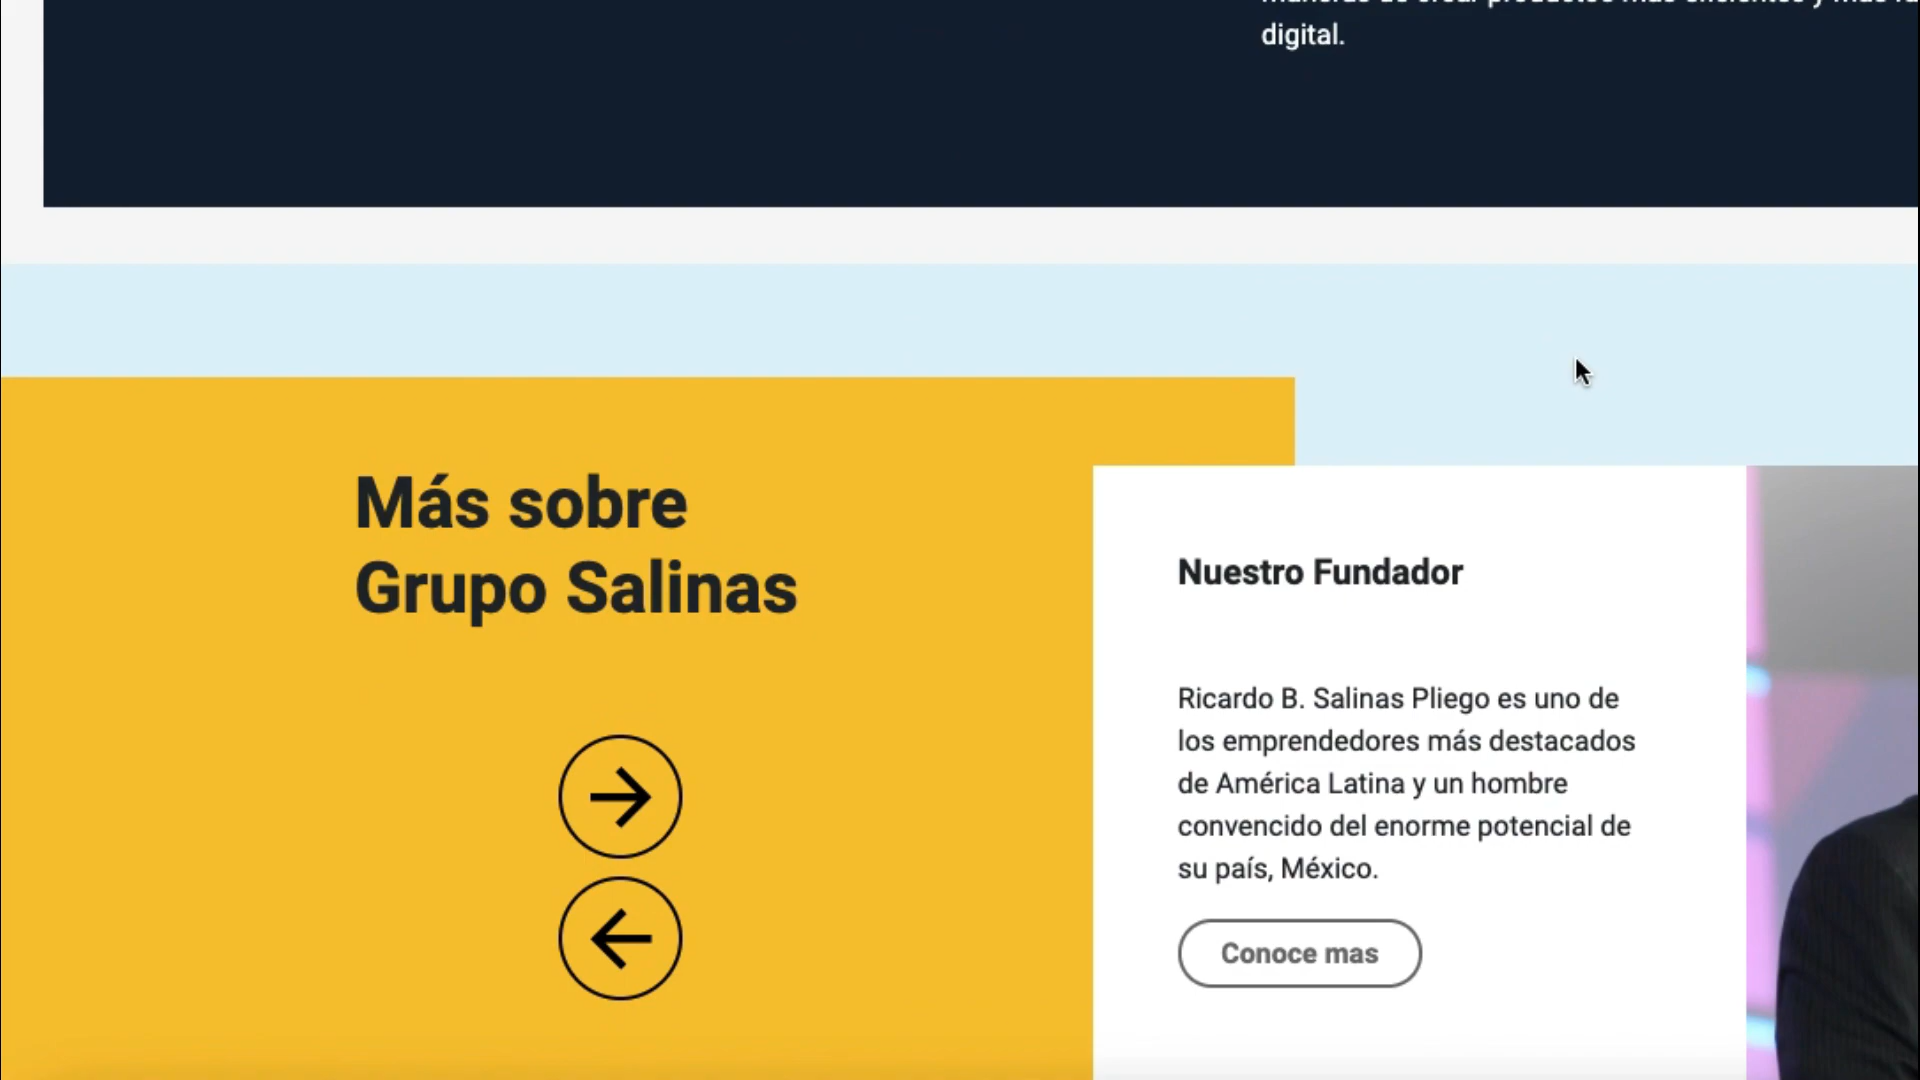 digital.
Más sobre
Grupo Salinas
Nuestro Fundador
Ricardo B. Salinas Pliego es uno de
los emprendedores más destacados
de América Latina y un hombre
convencido del enorme potencial de
su país, México.
Conoce mas